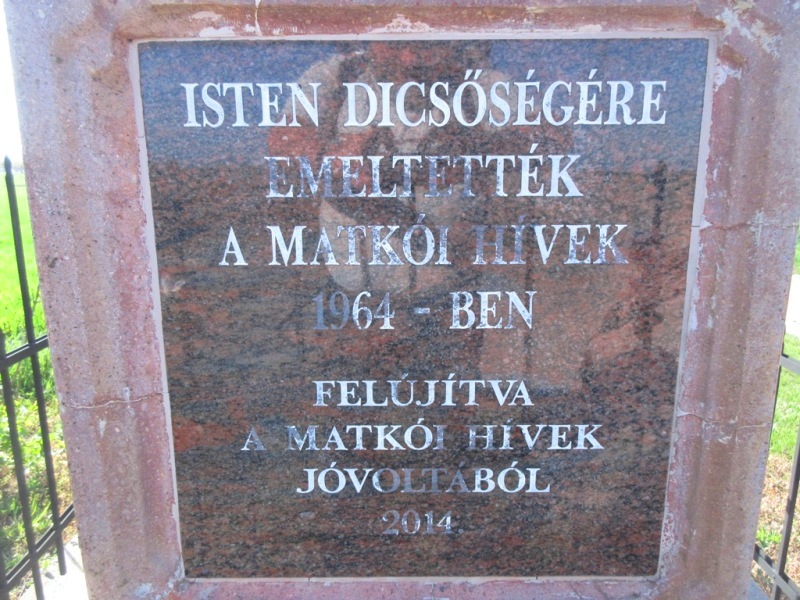 ISTEN DICSŐSÉGÉRE
EMELTETTÉK
A MATKÓI HÍVEK
1964 - BEN
FELÚJÍTVA
A MATKÓI HÍVEK
JÓVOLTÁBÓL
2014